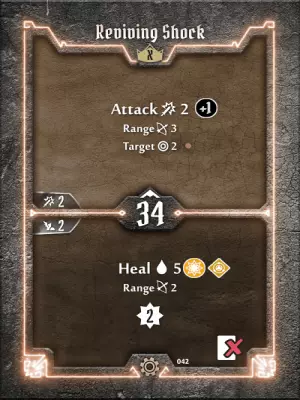 Reviving Shock
X
Attack 2 +1
Range 3
Target 2
2
34
2
Heal 5
Range 2
2
042